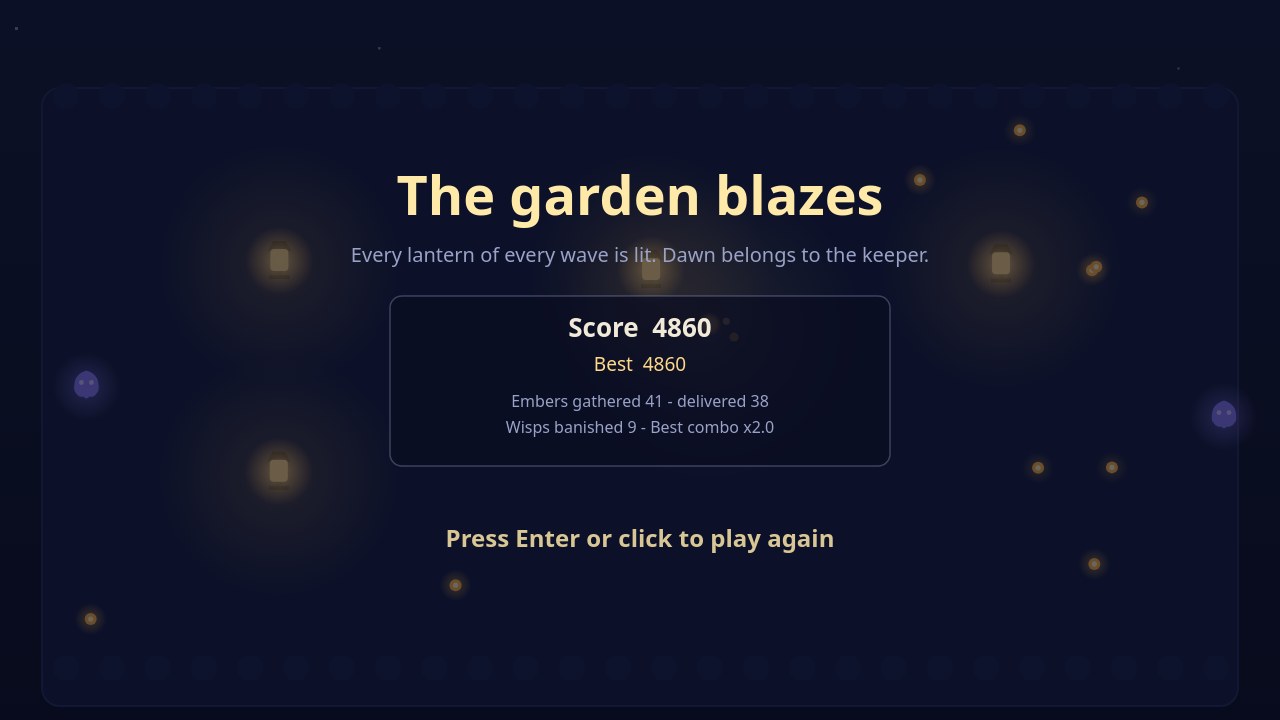 The garden blazes
Every lantern of every wave is lit. Dawn belongs to the keeper.
Score 4860
Best 4860
Embers gathered 41 - delivered 38
Wisps banished 9 - Best combo x2.0
Press Enter or click to play again